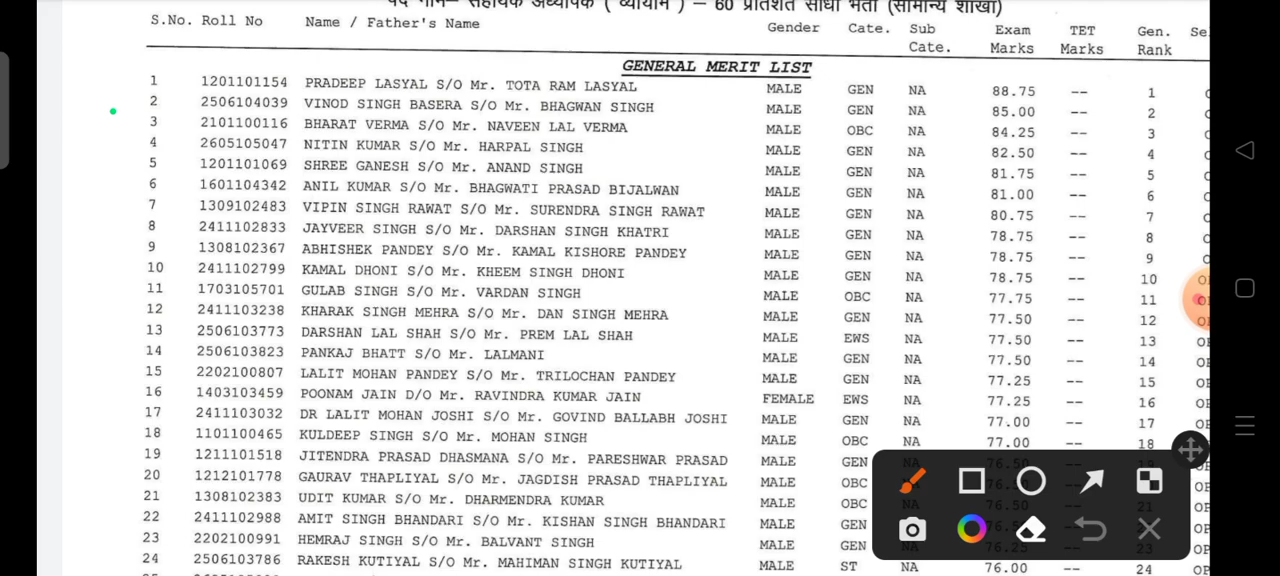 पद नाम– सहायक अध्यापक ( व्यायाम ) – 60 प्रतिशत सीधी भर्ती (सामान्य शाखा)
S.No. Roll No Name / Father's Name Gender Cate. Sub Cate. Exam Marks TET Marks Gen. Rank
GENERAL MERIT LIST
1 1201101154 PRADEEP LASYAL S/O Mr. TOTA RAM LASYAL MALE GEN NA 88.75 -- 1
2 2506104039 VINOD SINGH BASERA S/O Mr. BHAGWAN SINGH MALE GEN NA 85.00 -- 2
3 2101100116 BHARAT VERMA S/O Mr. NAVEEN LAL VERMA MALE OBC NA 84.25 -- 3
4 2605105047 NITIN KUMAR S/O Mr. HARPAL SINGH MALE GEN NA 82.50 -- 4
5 1201101069 SHREE GANESH S/O Mr. ANAND SINGH MALE GEN NA 81.75 -- 5
6 1601104342 ANIL KUMAR S/O Mr. BHAGWATI PRASAD BIJALWAN MALE GEN NA 81.00 -- 6
7 1309102483 VIPIN SINGH RAWAT S/O Mr. SURENDRA SINGH RAWAT MALE GEN NA 80.75 -- 7
8 2411102833 JAYVEER SINGH S/O Mr. DARSHAN SINGH KHATRI MALE GEN NA 78.75 -- 8
9 1308102367 ABHISHEK PANDEY S/O Mr. KAMAL KISHORE PANDEY MALE GEN NA 78.75 -- 9
10 2411102799 KAMAL DHONI S/O Mr. KHEEM SINGH DHONI MALE GEN NA 78.75 -- 10
11 1703105701 GULAB SINGH S/O Mr. VARDAN SINGH MALE OBC NA 77.75 -- 11
12 2411103238 KHARAK SINGH MEHRA S/O Mr. DAN SINGH MEHRA MALE GEN NA 77.50 -- 12
13 2506103773 DARSHAN LAL SHAH S/O Mr. PREM LAL SHAH MALE EWS NA 77.50 -- 13
14 2506103823 PANKAJ BHATT S/O Mr. LALMANI MALE GEN NA 77.50 -- 14
15 2202100807 LALIT MOHAN PANDEY S/O Mr. TRILOCHAN PANDEY MALE GEN NA 77.25 -- 15
16 1403103459 POONAM JAIN D/O Mr. RAVINDRA KUMAR JAIN FEMALE EWS NA 77.25 -- 16
17 2411103032 DR LALIT MOHAN JOSHI S/O Mr. GOVIND BALLABH JOSHI MALE GEN NA 77.00 -- 17
18 1101100465 KULDEEP SINGH S/O Mr. MOHAN SINGH MALE OBC NA 77.00 -- 18
19 1211101518 JITENDRA PRASAD DHASMANA S/O Mr. PARESHWAR PRASAD MALE GEN NA 76.50 19
20 1212101778 GAURAV THAPLIYAL S/O Mr. JAGDISH PRASAD THAPLIYAL MALE OBC
21 1308102383 UDIT KUMAR S/O Mr. DHARMENDRA KUMAR MALE OBC NA 76.50 21
22 2411102988 AMIT SINGH BHANDARI S/O Mr. KISHAN SINGH BHANDARI MALE GEN
23 2202100991 HEMRAJ SINGH S/O Mr. BALVANT SINGH MALE GEN NA 76.25 -- 23
24 2506103786 RAKESH KUTIYAL S/O Mr. MAHIMAN SINGH KUTIYAL MALE ST NA 76.00 -- 24